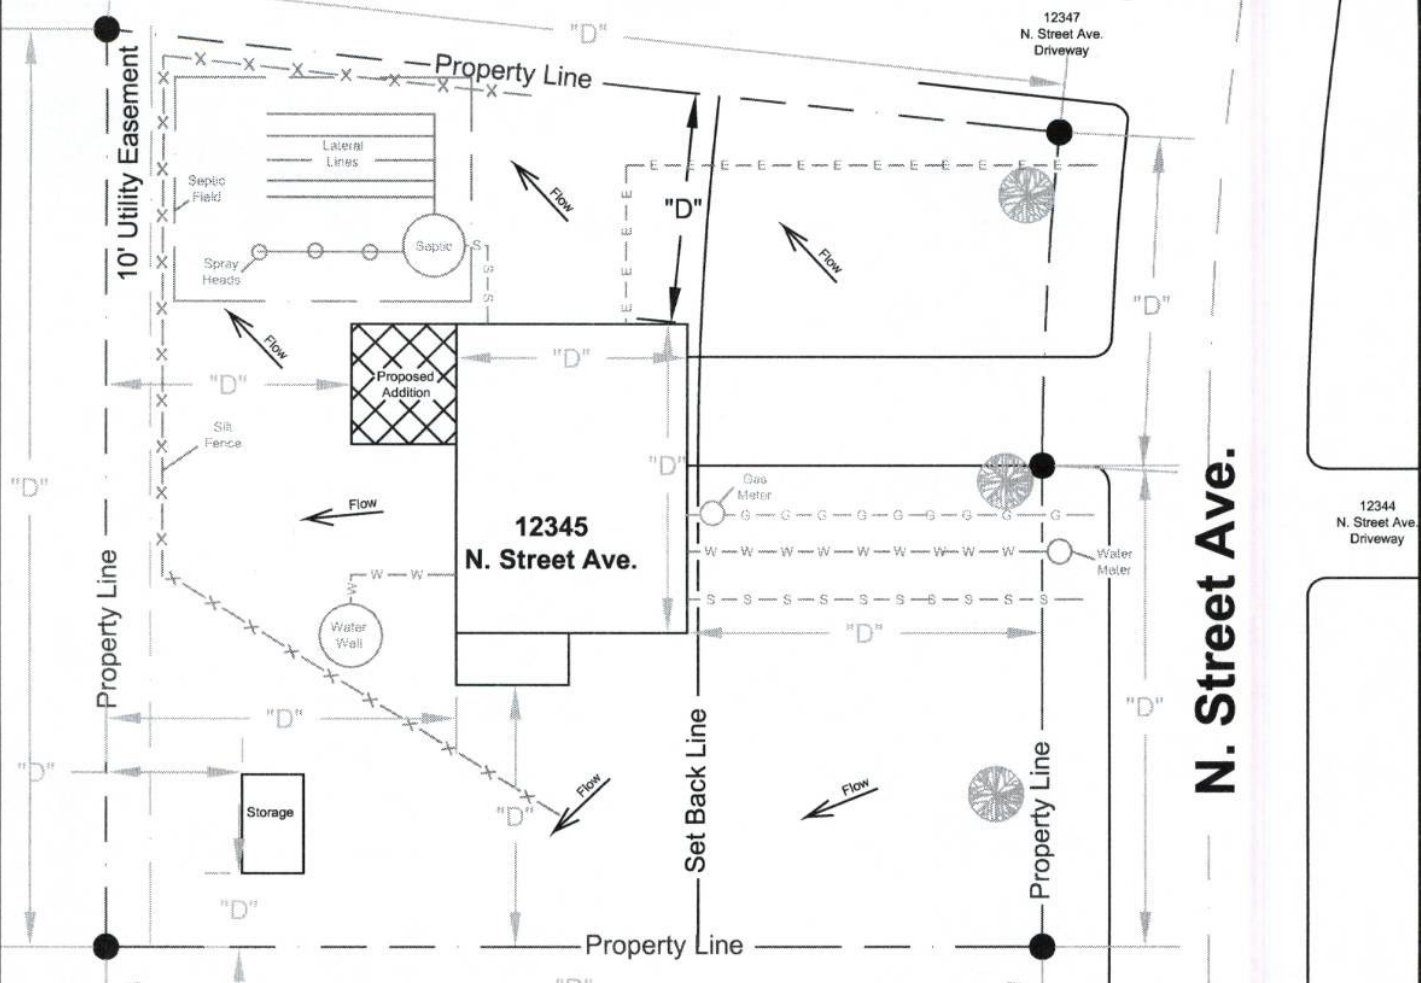 "D"
12347
N. Street Ave.
Driveway
Property Line
10' Utility Easement
X X X X X X X
Lateral
Lines
Septic
Field
Spray
Heads
Septic
S
S
S
Flow
"D"
E E E E E E E E E E E E
E
E
E
E
Flow
"D"
Flow
"D"
Proposed
Addition
"D"
"D"
Silt
Fence
"D"
Flow
12345
N. Street Ave.
Gas
Meter
G G G G G G G G G
W W W W W W W W W
Water
Meter
S S S S S S S S S S
"D"
W W
W
Water
Well
Property Line
"D"
"D"
Storage
"D"
"D"
Flow
Set Back Line
Flow
Property Line
"D"
N. Street Ave.
12344
N. Street Ave.
Driveway
Property Line
"D"